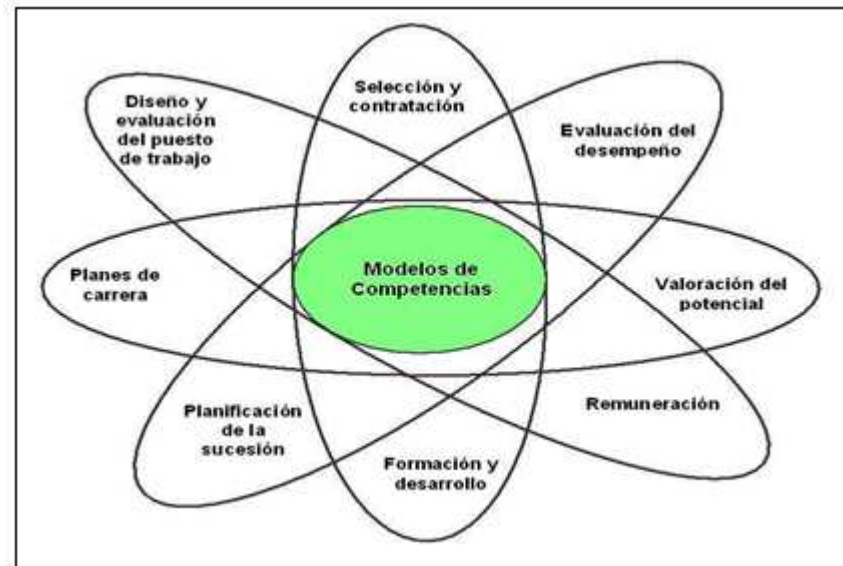 Selección y
contratación
Diseño y
evaluación
del puesto
de trabajo
Evaluación del
desempeño
Planes de
carrera
Modelos de
Competencias
Valoración del
potencial
Planificación
de la
sucesión
Remuneración
Formación y
desarrollo